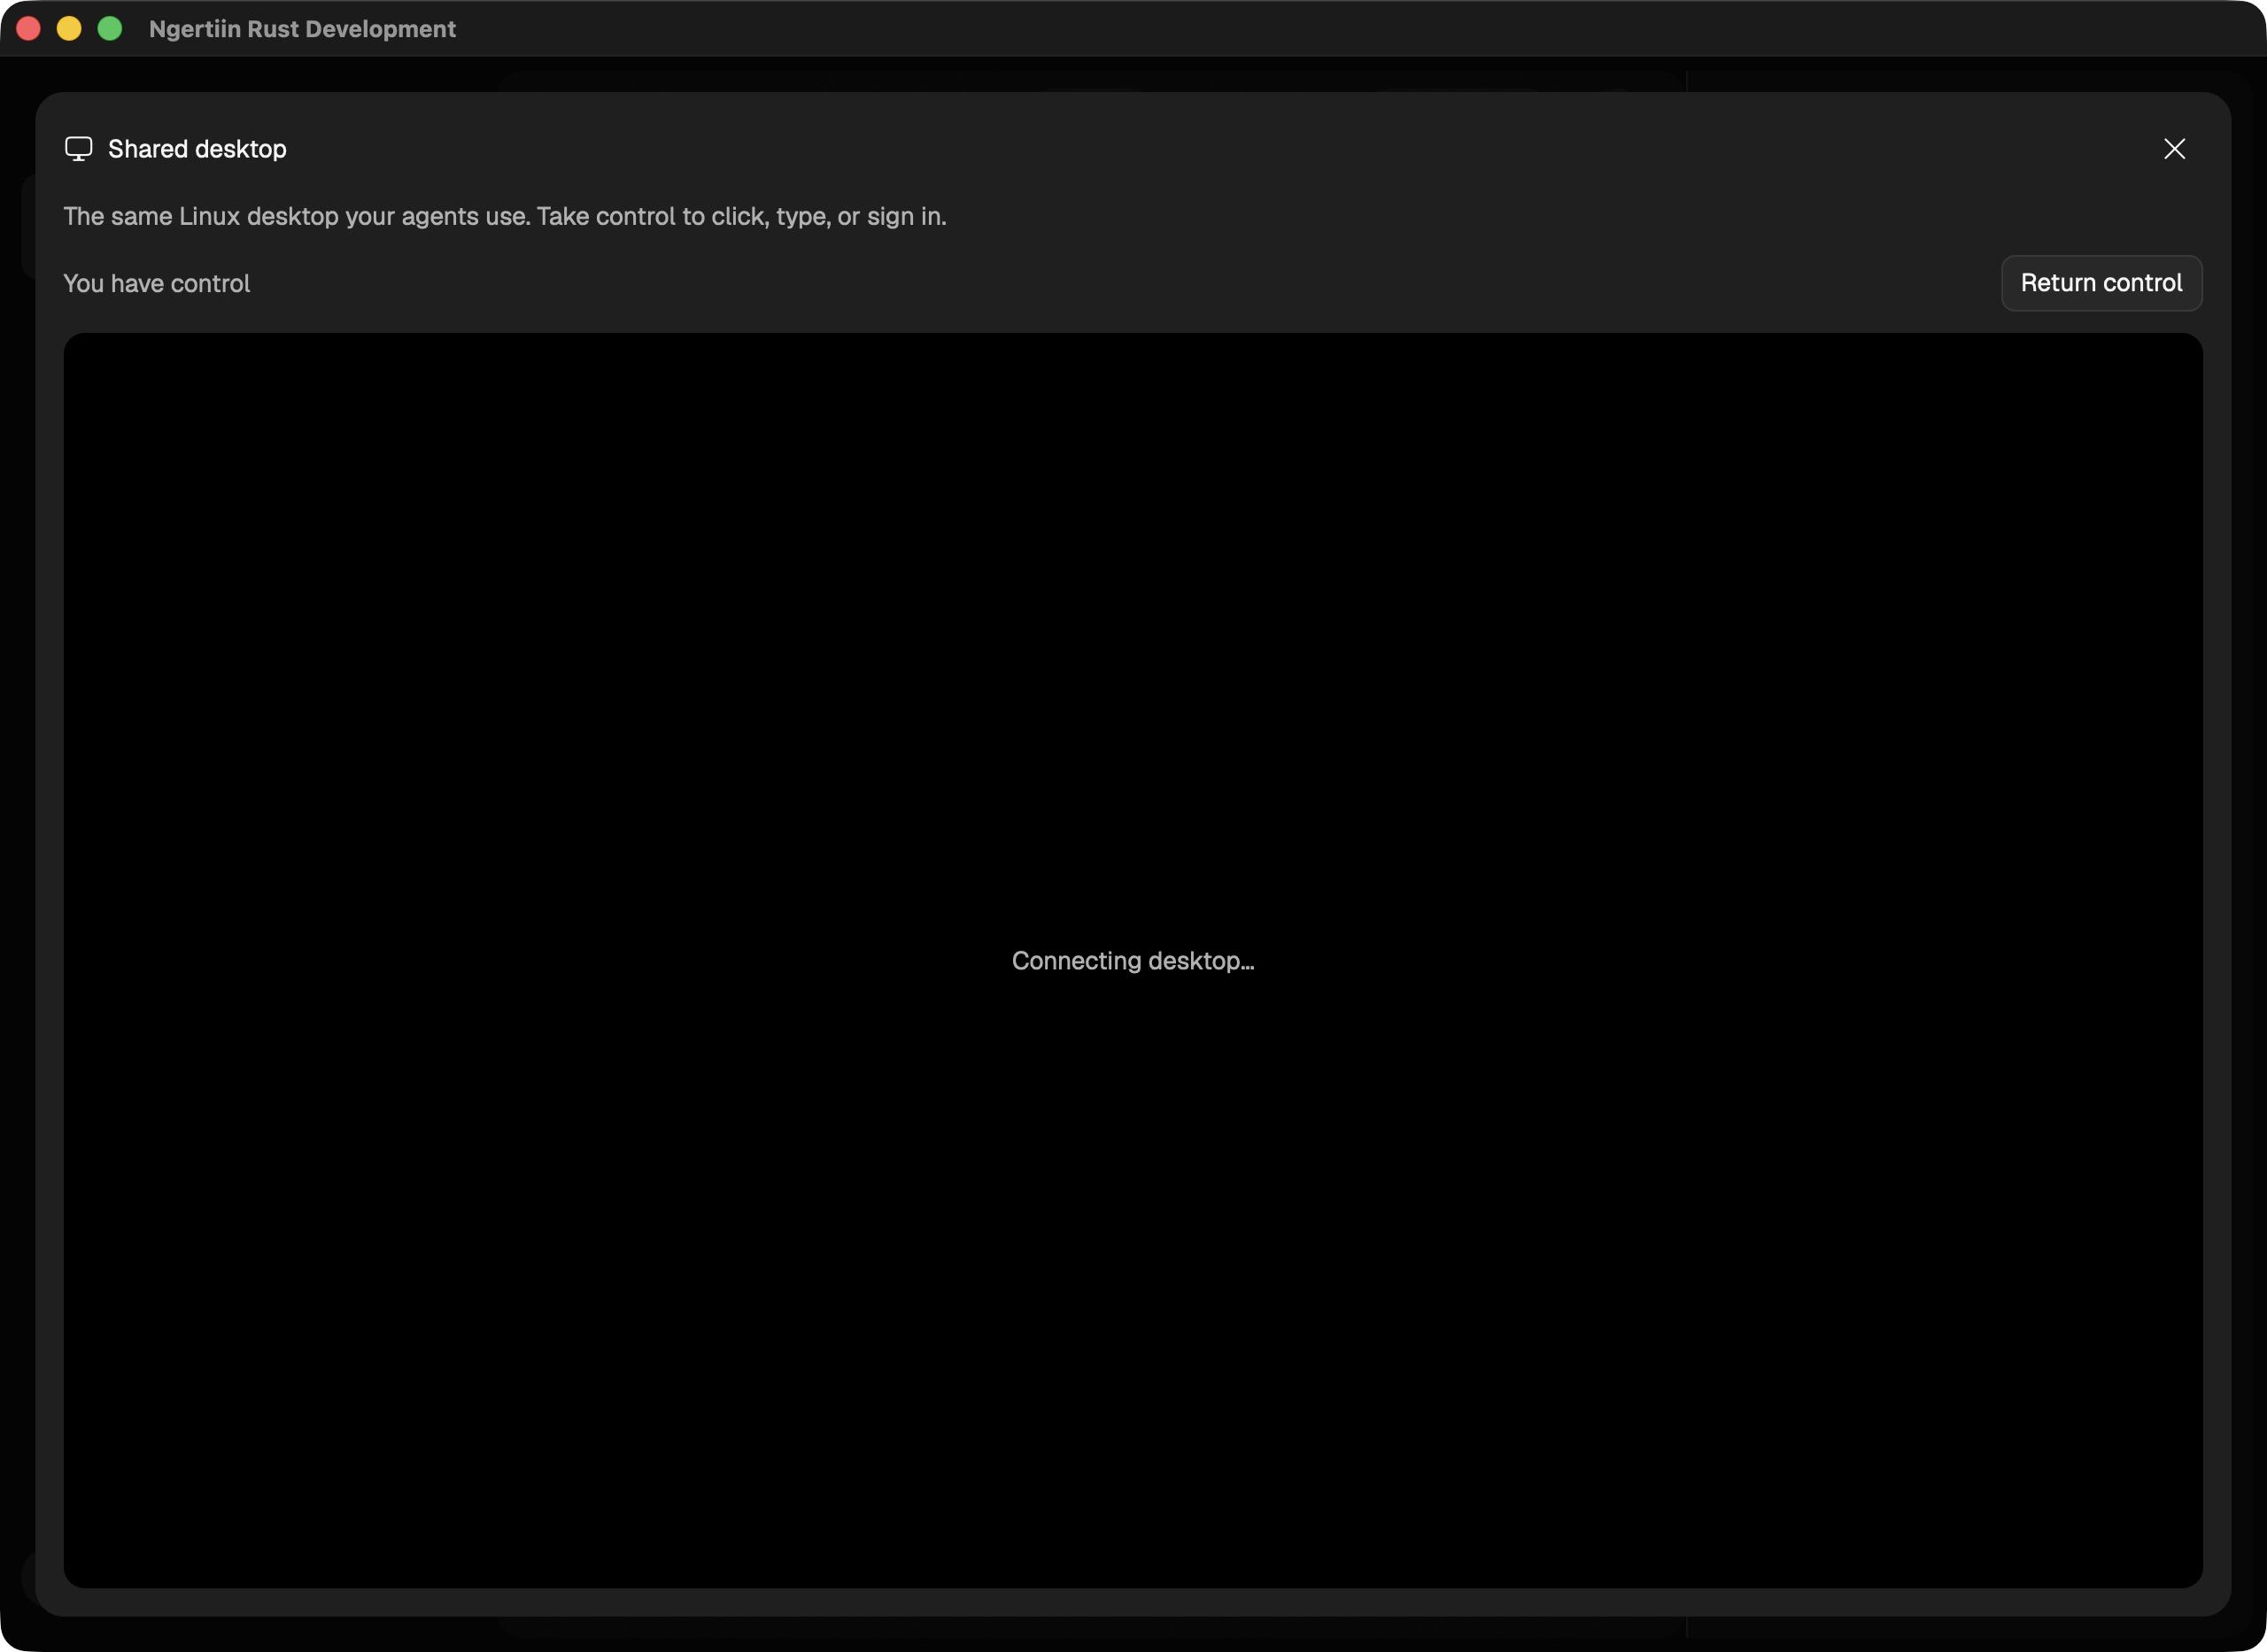 Ngertiin Rust Development
Shared desktop
The same Linux desktop your agents use. Take control to click, type, or sign in.
You have control
Return control
Connecting desktop...